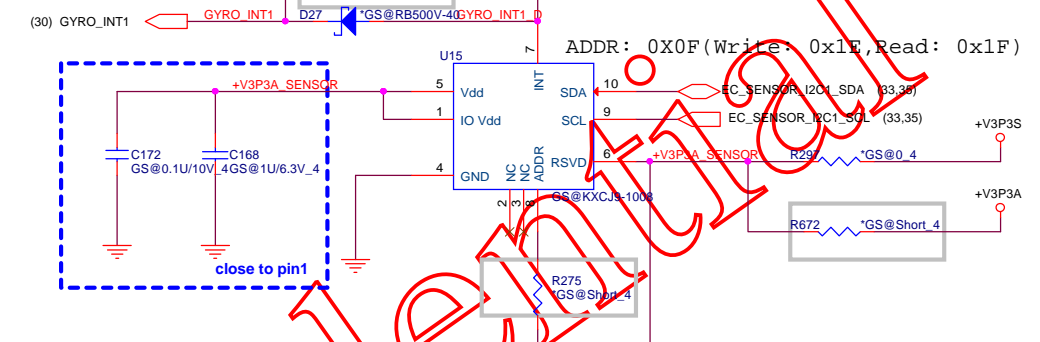 (30) GYRO_INT1
GYRO_INT1
D27
*GS@RB500V-40
GYRO_INT1_D
ADDR: 0X0F(Write: 0x1E,Read: 0x1F)
U15
7
INT
+V3P3A_SENSOR
5
Vdd
1
IO Vdd
4
GND
SDA
10
EC_SENSOR_I2C1_SDA (33,35)
SCL
9
EC_SENSOR_I2C1_SCL (33,35)
RSVD
6
+V3P3A_SENSOR
R297
*GS@0_4
+V3P3S
NC
NC
ADDR
2
3
8
GS@KXCJ9-1008
C172
GS@0.1U/10V_4
C168
GS@1U/6.3V_4
+V3P3A
R672
*GS@Short_4
close to pin1
R275
*GS@Short_4
lential